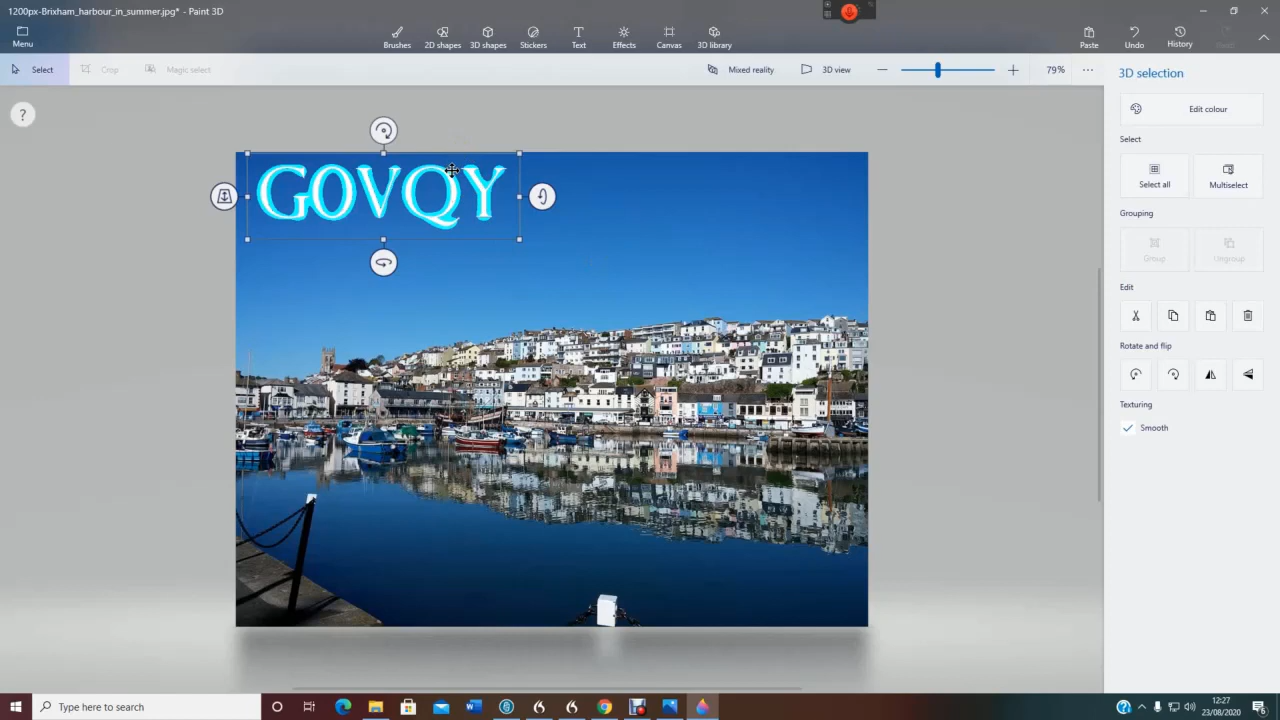 1200px-Brixham_harbour_in_summer.jpg* - Paint 3D
Menu
Brushes
2D shapes
3D shapes
Stickers
Text
Effects
Canvas
3D library
Paste
Undo
History
Select
Crop
Magic select
Mixed reality
3D view
79%
3D selection
?
Edit colour
GOVQY
Select
Select all
Multiselect
Grouping
Group
Ungroup
Edit
Rotate and flip
Texturing
Smooth
Type here to search
12:27
23/08/2020